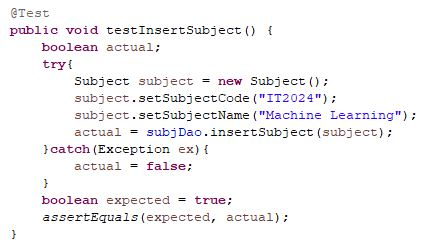 @Test
public void testInsertSubject() {
    boolean actual;
    try{
        Subject subject = new Subject();
        subject.setSubjectCode("IT2024");
        subject.setSubjectName("Machine Learning");
        actual = subjDao.insertSubject(subject);
    }catch(Exception ex){
        actual = false;
    }
    boolean expected = true;
    assertEquals(expected, actual);
}